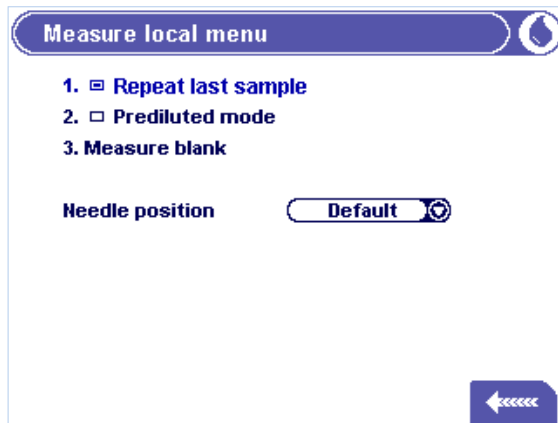 Measure local menu
1. Repeat last sample
2. Prediluted mode
3. Measure blank
Needle position Default